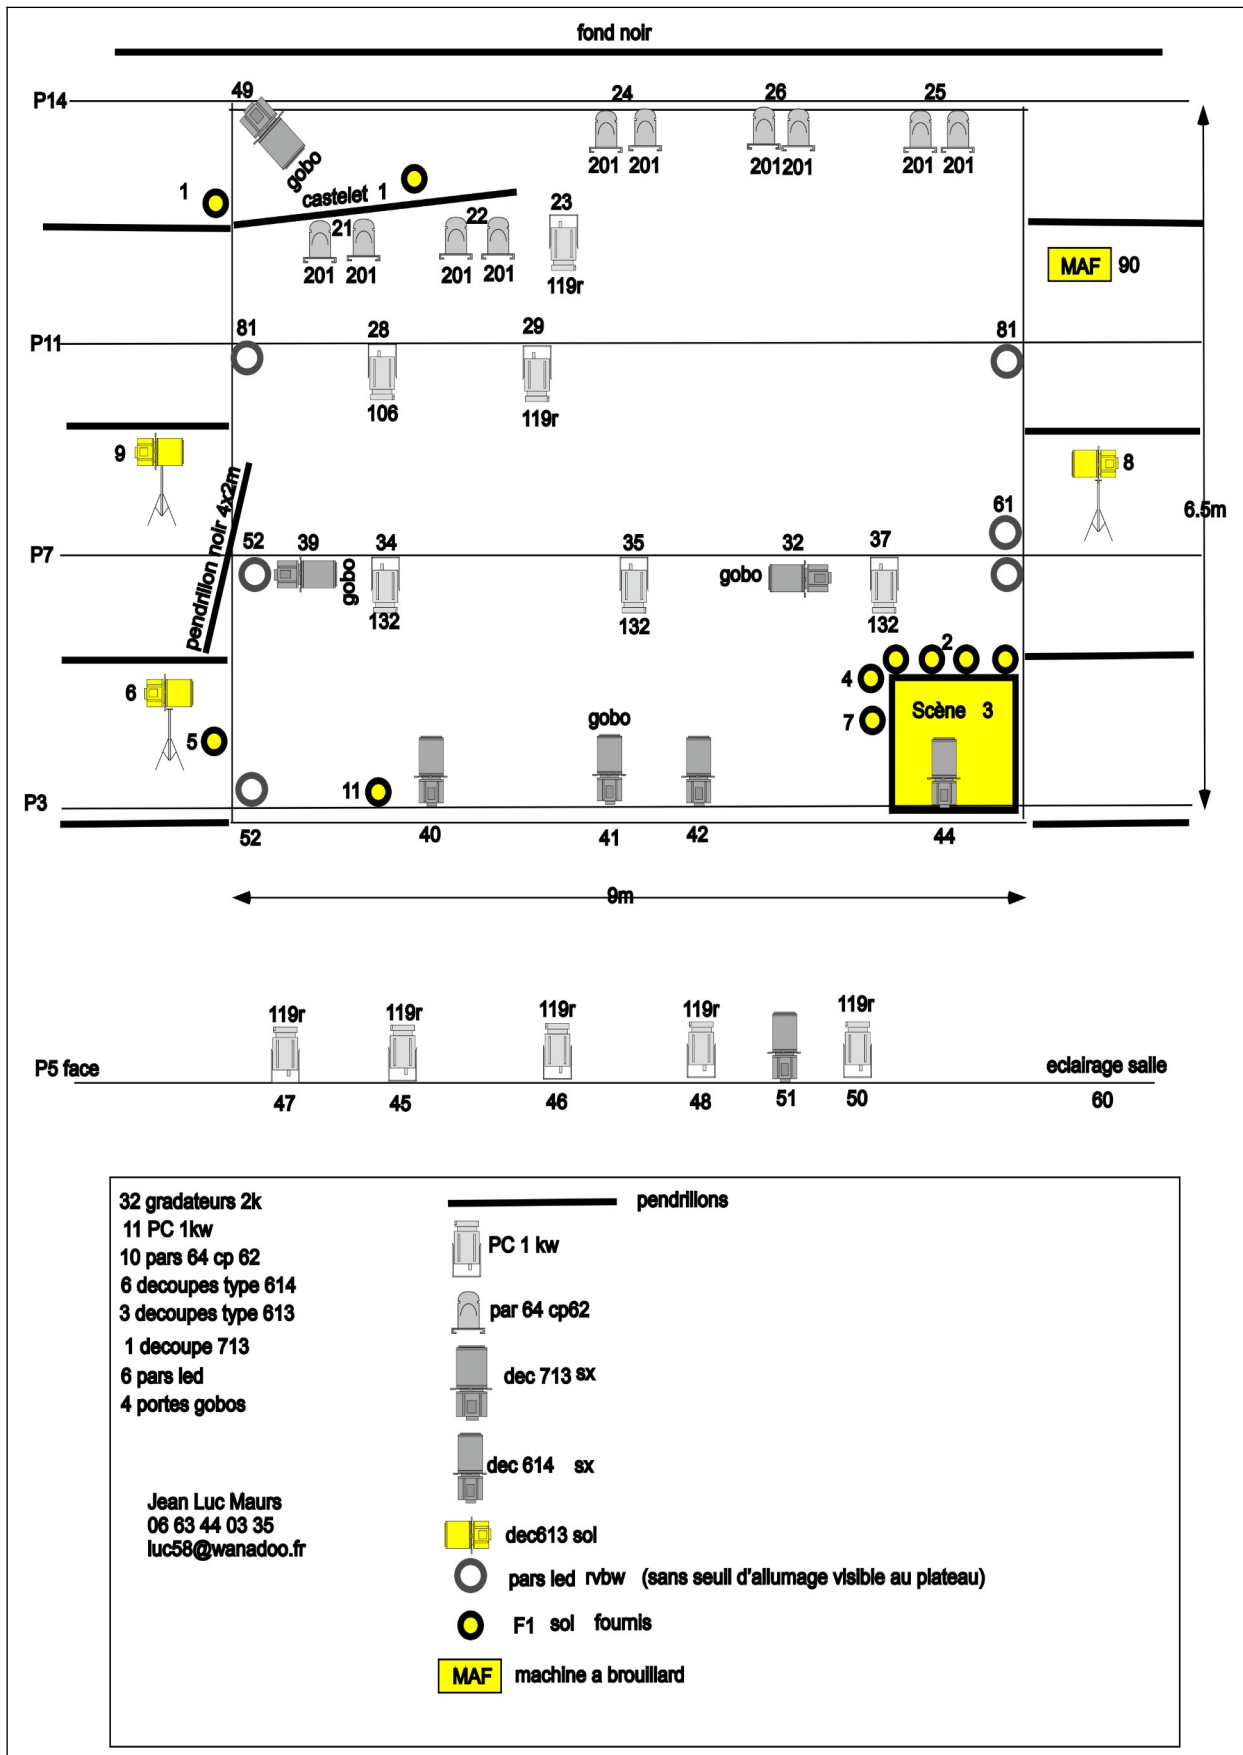 fond noir
P14
49
24
26
25
gobo
201
201
201
201
201
201
1
castelet 1
23
21
22
201
201
201
201
119r
MAF
90
P11
81
28
29
81
106
119r
9
8
pendrillon noir 4x2m
61
6.5m
P7
52
39
34
35
32
37
gobo
gobo
132
132
132
2
4
6
7
Scène 3
5
gobo
11
P3
52
40
41
42
44
9m
119r
119r
119r
119r
119r
P5 face
eclairage salle
47
45
46
48
51
50
60
32 gradateurs 2k
11 PC 1kw
10 pars 64 cp 62
6 decoupes type 614
3 decoupes type 613
1 decoupe 713
6 pars led
4 portes gobos
Jean Luc Maurs
06 63 44 03 35
luc58@wanadoo.fr
pendrillons
PC 1 kw
par 64 cp62
dec 713 sx
dec 614 sx
dec613 sol
pars led rvbw (sans seuil d'allumage visible au plateau)
F1 sol fournis
MAF machine a brouillard